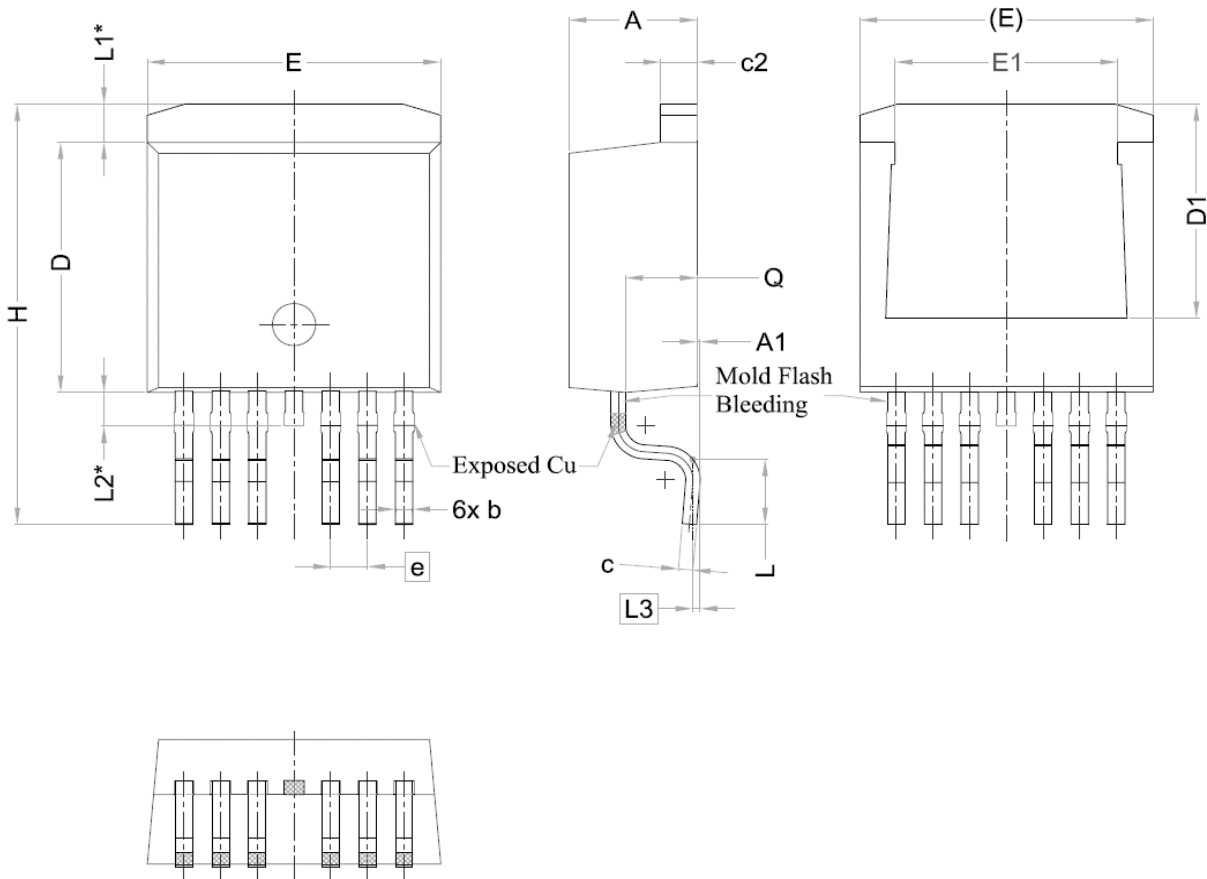 L1*
E
D
H
L2*
Exposed Cu
6x b
e
A
c2
Q
A1
Mold Flash
Bleeding
c
L
L3
(E)
E1
D1